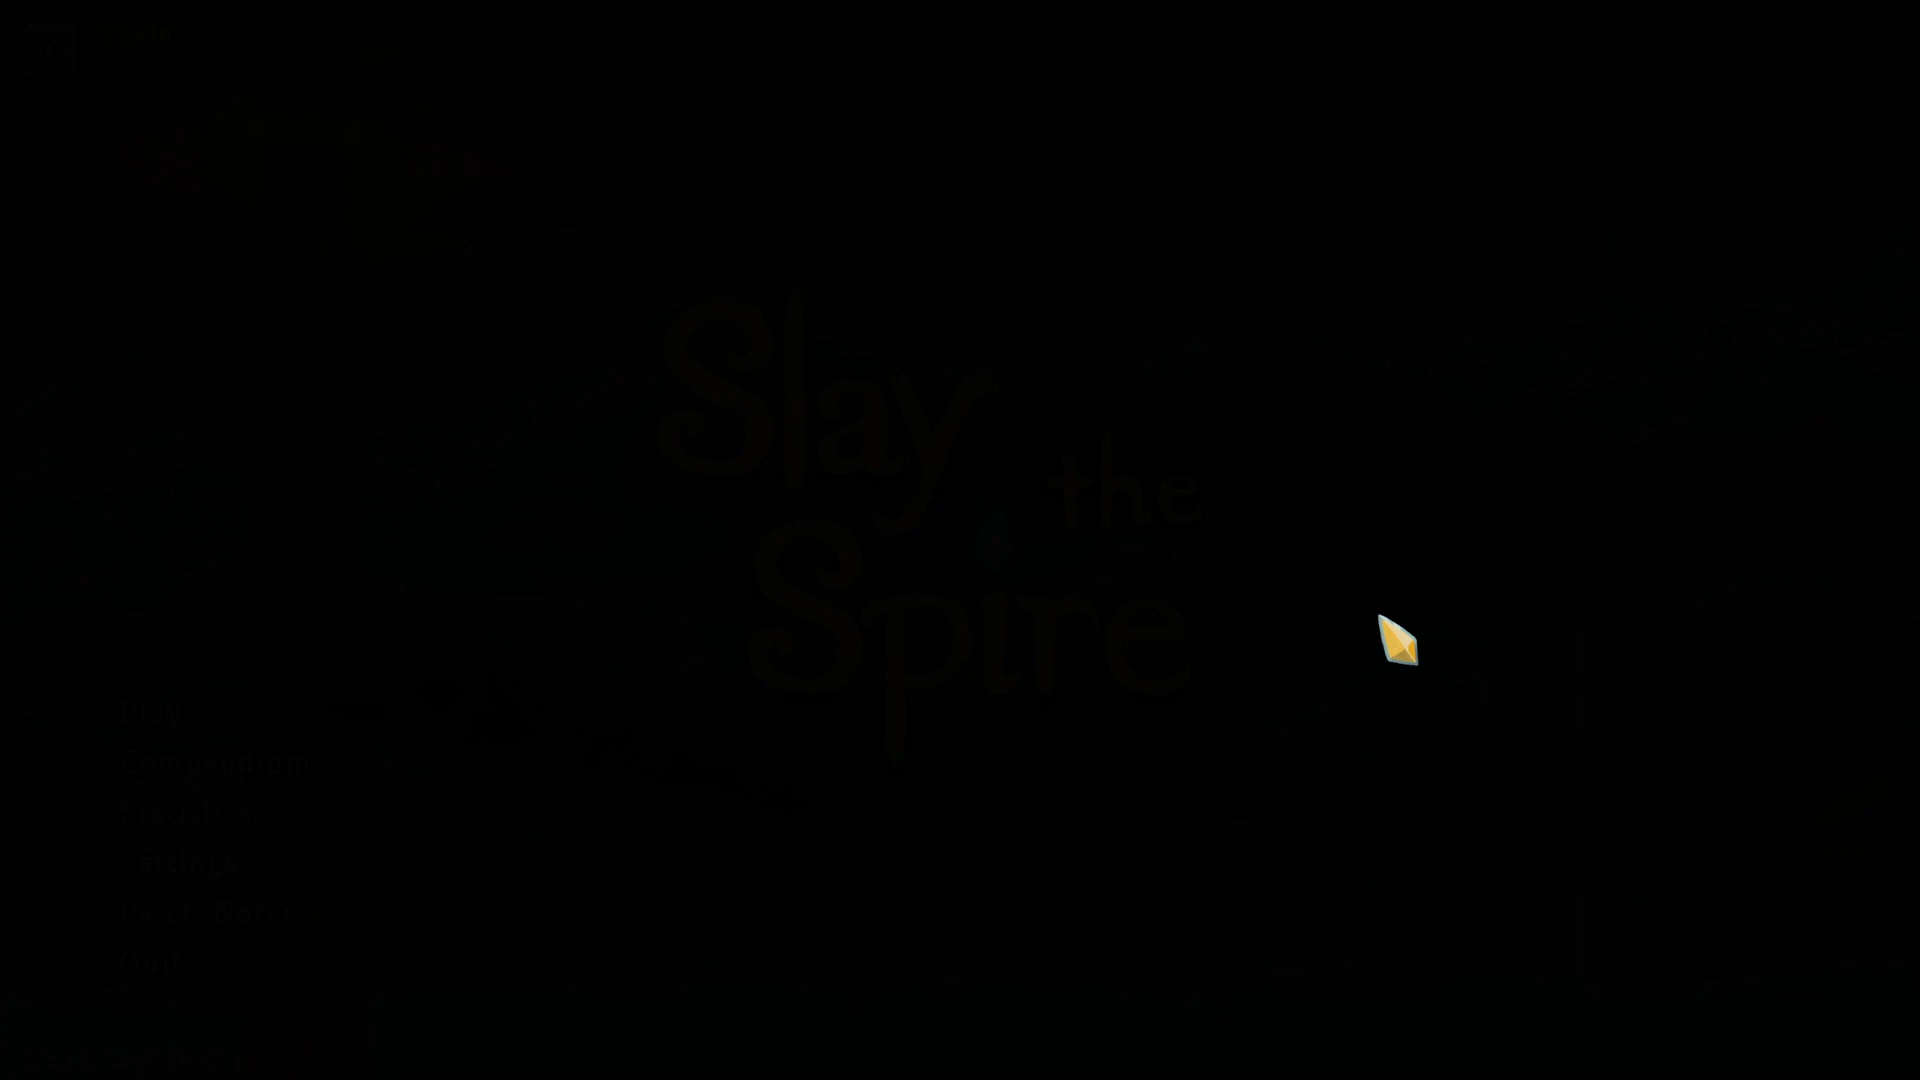 Slay
the
Spire
Play
Compendium
Statistics
Settings
Patch Notes
Quit